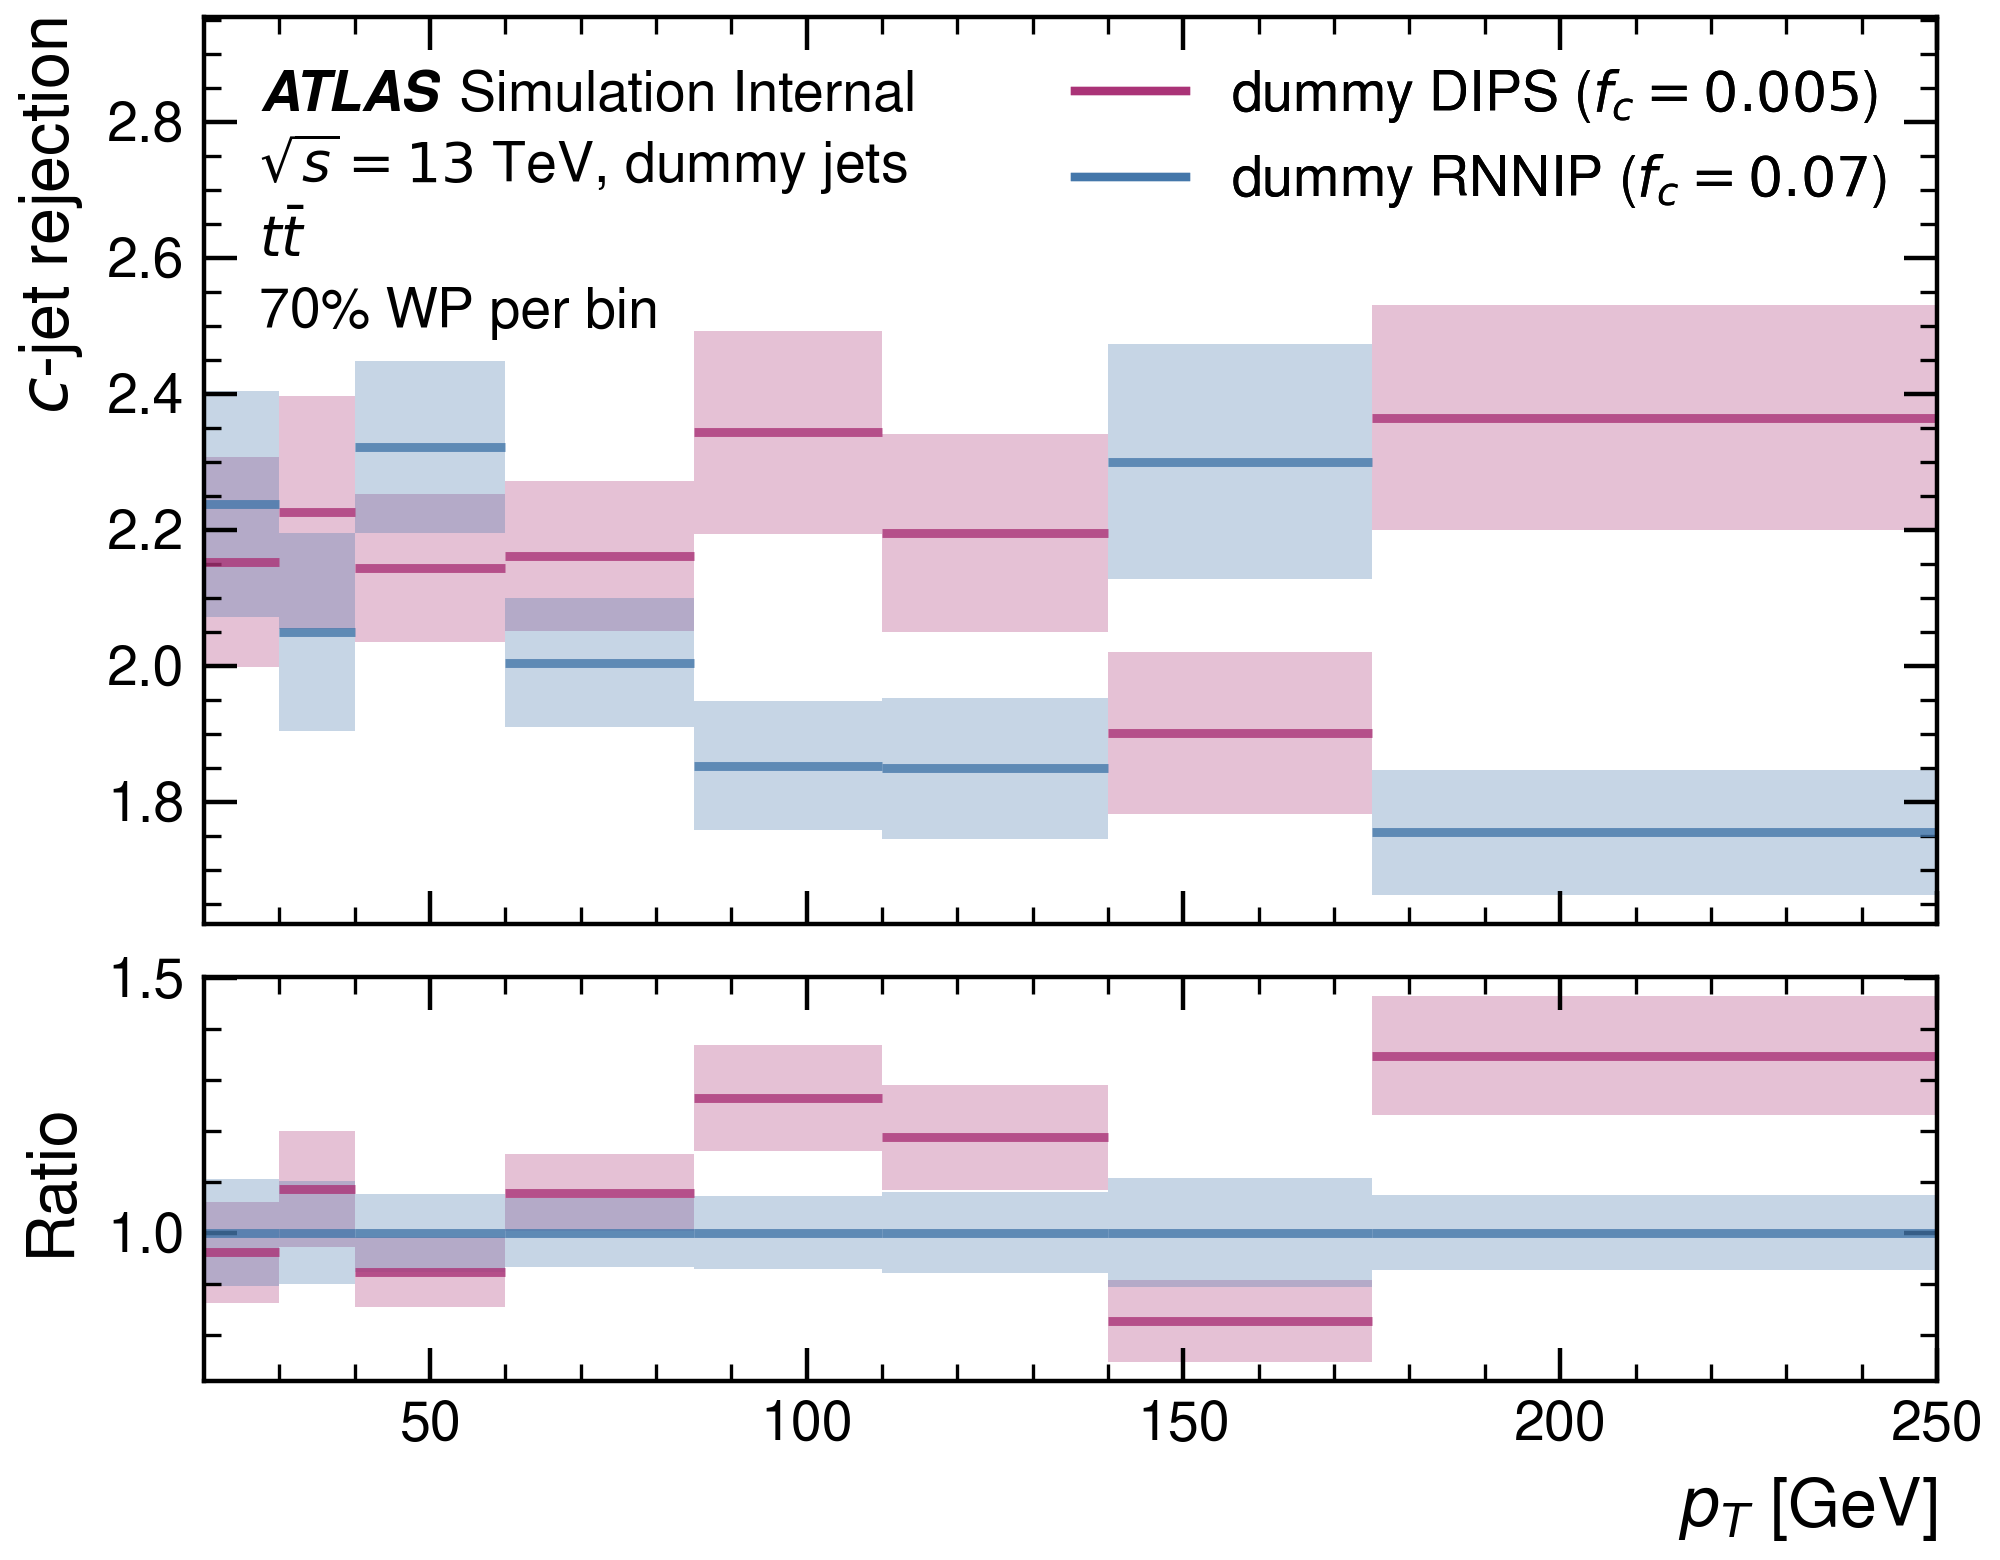 c-jet rejection
ATLAS Simulation Internal
√s = 13 TeV, dummy jets
tt̄
70% WP per bin
dummy DIPS (f_c = 0.005)
dummy RNNIP (f_c = 0.07)
2.8
2.6
2.4
2.2
2.0
1.8
Ratio
1.5
1.0
50 100 150 200 250
p_T [GeV]